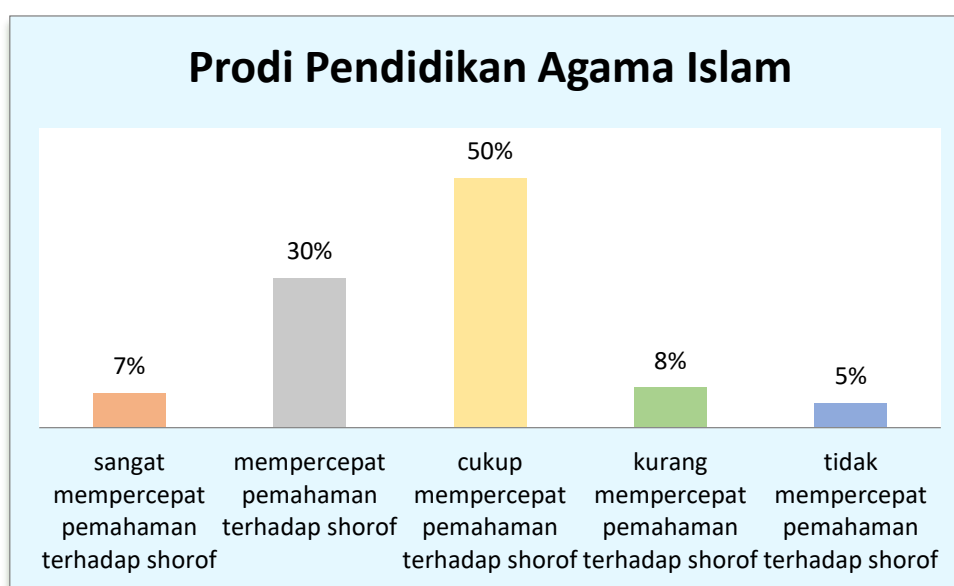 Prodi Pendidikan Agama Islam
7%
30%
50%
8%
5%
sangat
mempercepat
pemahaman
terhadap shorof
mempercepat
pemahaman
terhadap shorof
cukup
mempercepat
pemahaman
terhadap shorof
kurang
mempercepat
pemahaman
terhadap shorof
tidak
mempercepat
pemahaman
terhadap shorof